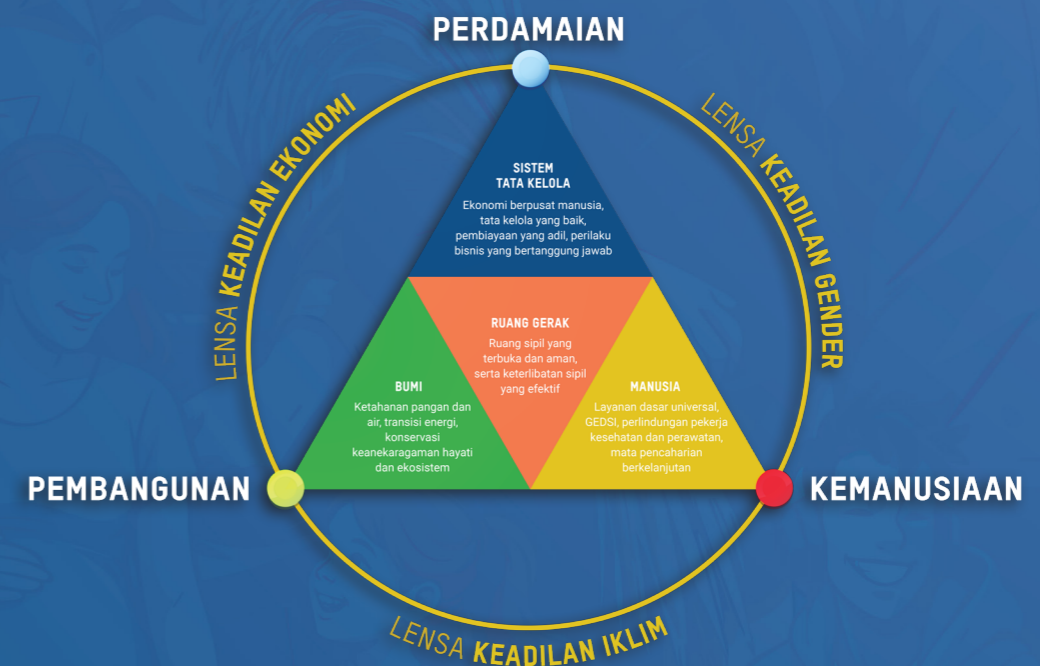 PERDAMAIAN
LENSA KEADILAN EKONOMI
LENSA KEADILAN GENDER
SISTEM
TATA KELOLA
Ekonomi berpusat manusia,
tata kelola yang baik,
pembiayaan yang adil, perilaku
bisnis yang bertanggung jawab
RUANG GERAK
Ruang sipil yang
terbuka dan aman,
serta keterlibatan sipil
yang efektif
BUMI
Ketahanan pangan dan
air, transisi energi,
konservasi
keanekaragaman hayati
dan ekosistem
MANUSIA
Layanan dasar universal,
GEDSI, perlindungan pekerja
kesehatan dan perawatan,
mata pencaharian
berkelanjutan
PEMBANGUNAN
KEMANUSIAAN
LENSA KEADILAN IKLIM